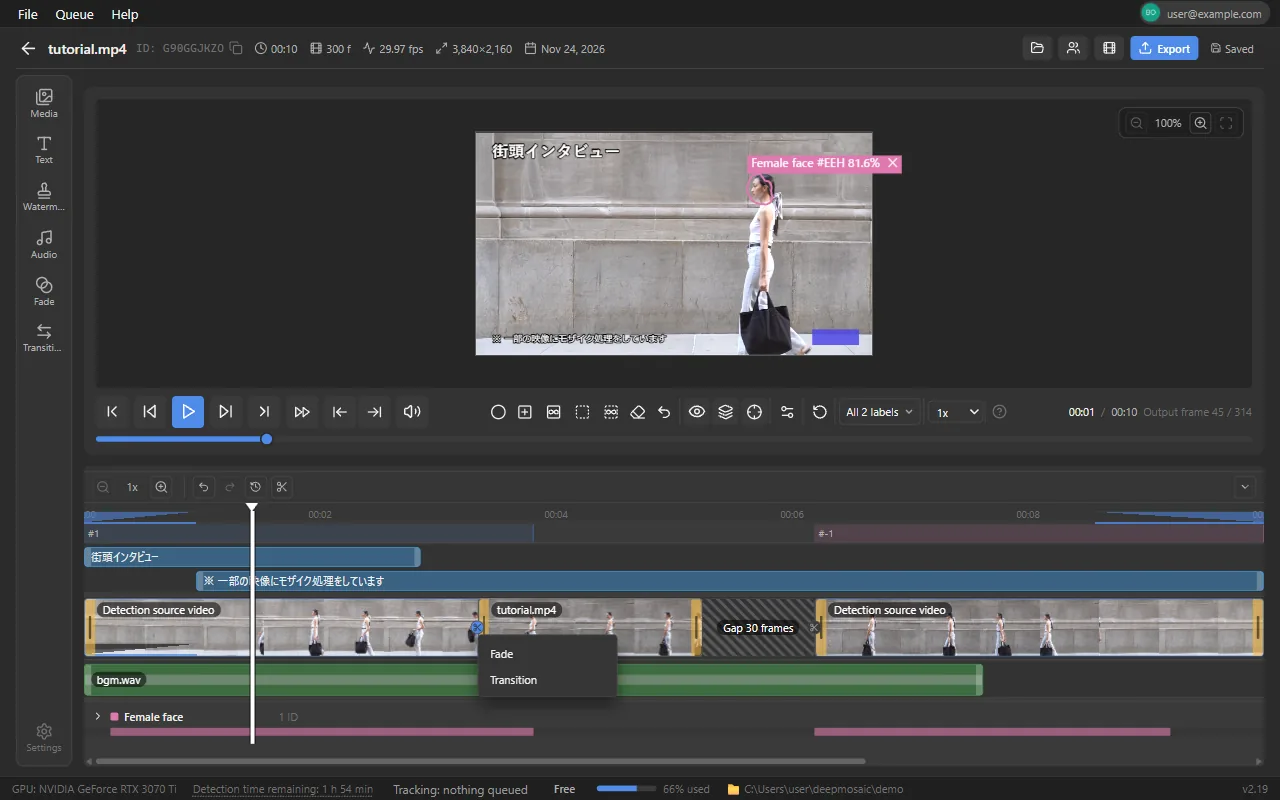 File Queue Help
BO user@example.com
tutorial.mp4 ID: G90GGJKZO 00:10 300 f 29.97 fps 3,840×2,160 Nov 24, 2026 Export Saved
Media
Text
Waterm...
Audio
Fade
Transiti...
Settings
100%
街頭インタビュー
Female face #EEH 81.6%
※ 一部の映像にモザイク処理をしています
All 2 labels 1x 00:01 / 00:10 Output frame 45 / 314
1x
00 00:02 00:04 00:06 00:08 00
#1 #-1
街頭インタビュー
※ 一部の映像にモザイク処理をしています
Detection source video tutorial.mp4 Gap 30 frames Detection source video
Fade
Transition
bgm.wav
Female face 1 ID
GPU: NVIDIA GeForce RTX 3070 Ti Detection time remaining: 1 h 54 min Tracking: nothing queued Free 66% used C:\Users\user\deepmosaic\demo v2.19